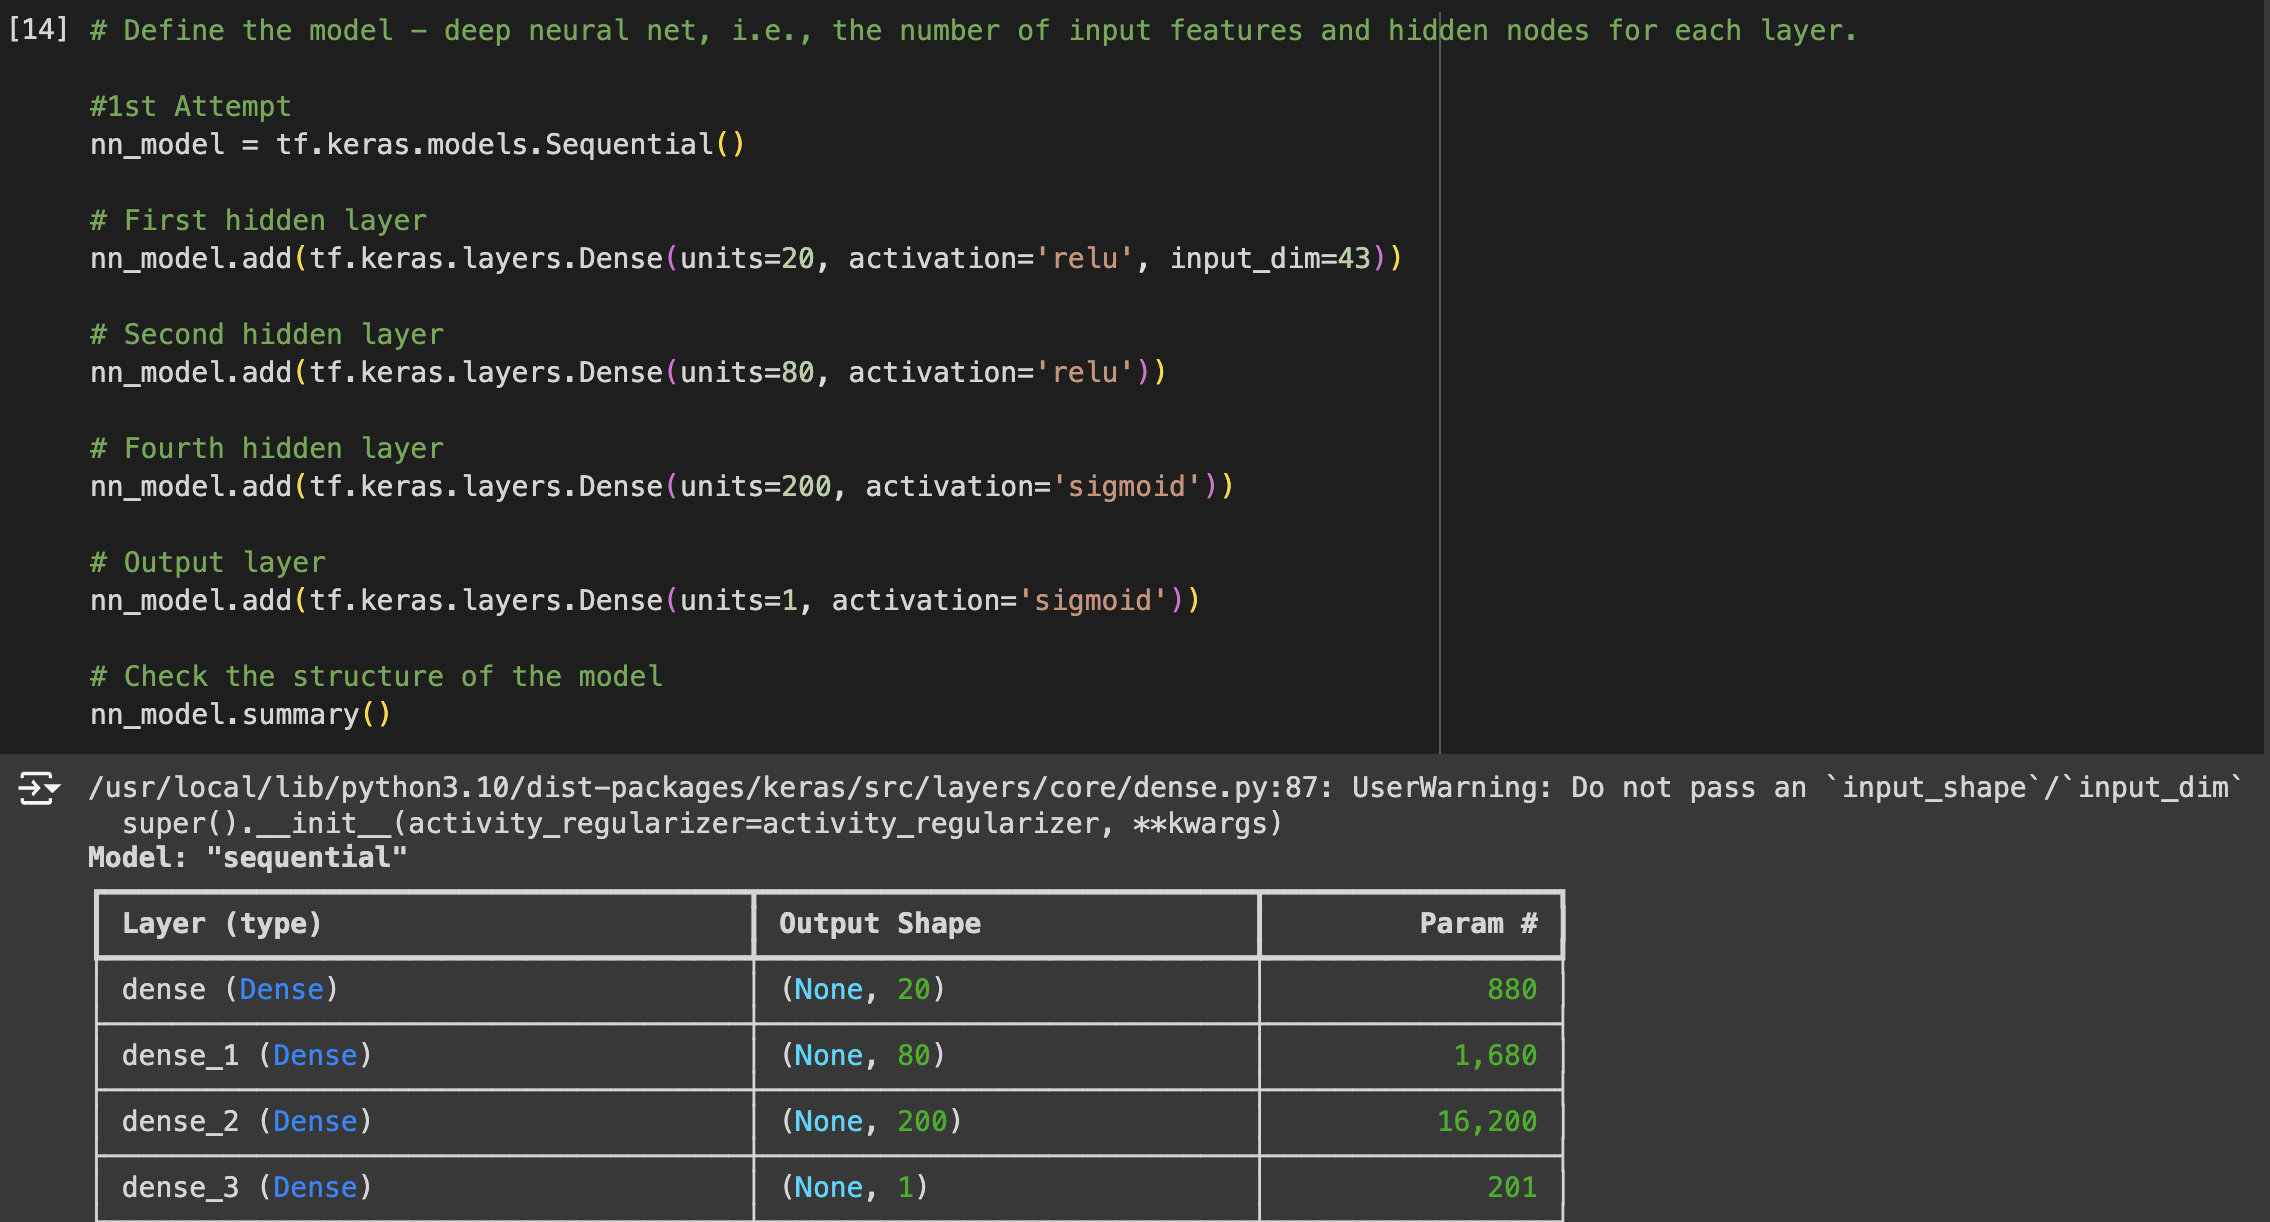 [14] # Define the model – deep neural net, i.e., the number of input features and hidden nodes for each layer.
#1st Attempt
nn_model = tf.keras.models.Sequential()
# First hidden layer
nn_model.add(tf.keras.layers.Dense(units=20, activation='relu', input_dim=43))
# Second hidden layer
nn_model.add(tf.keras.layers.Dense(units=80, activation='relu'))
# Fourth hidden layer
nn_model.add(tf.keras.layers.Dense(units=200, activation='sigmoid'))
# Output layer
nn_model.add(tf.keras.layers.Dense(units=1, activation='sigmoid'))
# Check the structure of the model
nn_model.summary()
/usr/local/lib/python3.10/dist-packages/keras/src/layers/core/dense.py:87: UserWarning: Do not pass an `input_shape`/`input_dim`
super().__init__(activity_regularizer=activity_regularizer, **kwargs)
Model: "sequential"
Layer (type) Output Shape Param #
dense (Dense) (None, 20) 880
dense_1 (Dense) (None, 80) 1,680
dense_2 (Dense) (None, 200) 16,200
dense_3 (Dense) (None, 1) 201